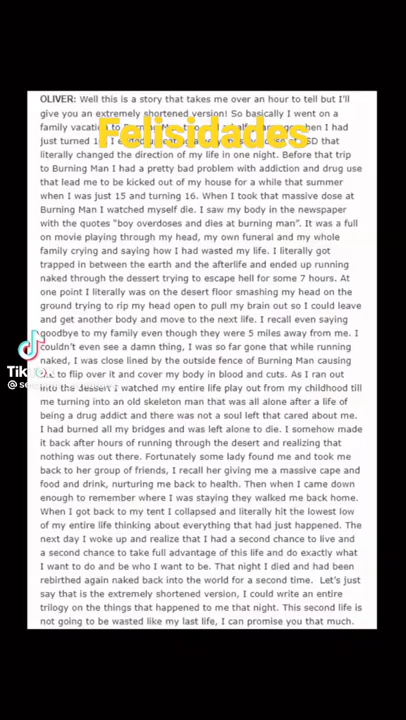 OLIVER: Well this is a story that takes me over an hour to tell but I'll
give you an extremely shortened version! So basically I went on a
Felisidades
family
just turned
literally changed the direction of my life in one night. Before that trip
to Burning Man I had a pretty bad problem with addiction and drug use
that lead me to be kicked out of my house for a while that summer
when I was just 15 and turning 16. When I took that massive dose at
Burning Man I watched myself die. I saw my body in the newspaper
with the quotes "boy overdoses and dies at burning man". It was a full
on movie playing through my head, my own funeral and my whole
family crying and saying how I had wasted my life. I literally got
trapped in between the earth and the afterlife and ended up running
naked through the dessert trying to escape hell for some 7 hours. At
one point I literally was on the desert floor smashing my head on the
ground trying to rip my head open to pull my brain out so I could leave
and get another body and move to the next life. I recall even saying
goodbye to my family even though they were 5 miles away from me. I
couldn't even see a damn thing, I was so far gone that while running
naked, I was close lined by the outside fence of Burning Man causing
to flip over it and cover my body in blood and cuts. As I ran out
TikTok
into the dessert I watched my entire life play out from my childhood till
me turning into an old skeleton man that was all alone after a life of
being a drug addict and there was not a soul left that cared about me.
I had burned all my bridges and was left alone to die. I somehow made
it back after hours of running through the desert and realizing that
nothing was out there. Fortunately some lady found me and took me
back to her group of friends, I recall her giving me a massive cape and
food and drink, nurturing me back to health. Then when I came down
enough to remember where I was staying they walked me back home.
When I got back to my tent I collapsed and literally hit the lowest low
of my entire life thinking about everything that had just happened. The
next day I woke up and realize that I had a second chance to live and
a second chance to take full advantage of this life and do exactly what
I want to do and be who I want to be. That night I died and had been
rebirthed again naked back into the world for a second time. Let's just
say that is the extremely shortened version, I could write an entire
trilogy on the things that happened to me that night. This second life is
not going to be wasted like my last life, I can promise you that much.